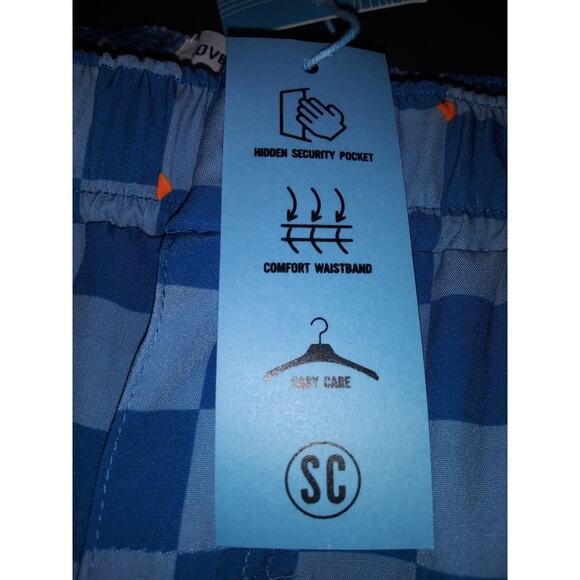 HIDDEN SECURITY POCKET
COMFORT WAISTBAND
EASY CARE
SC